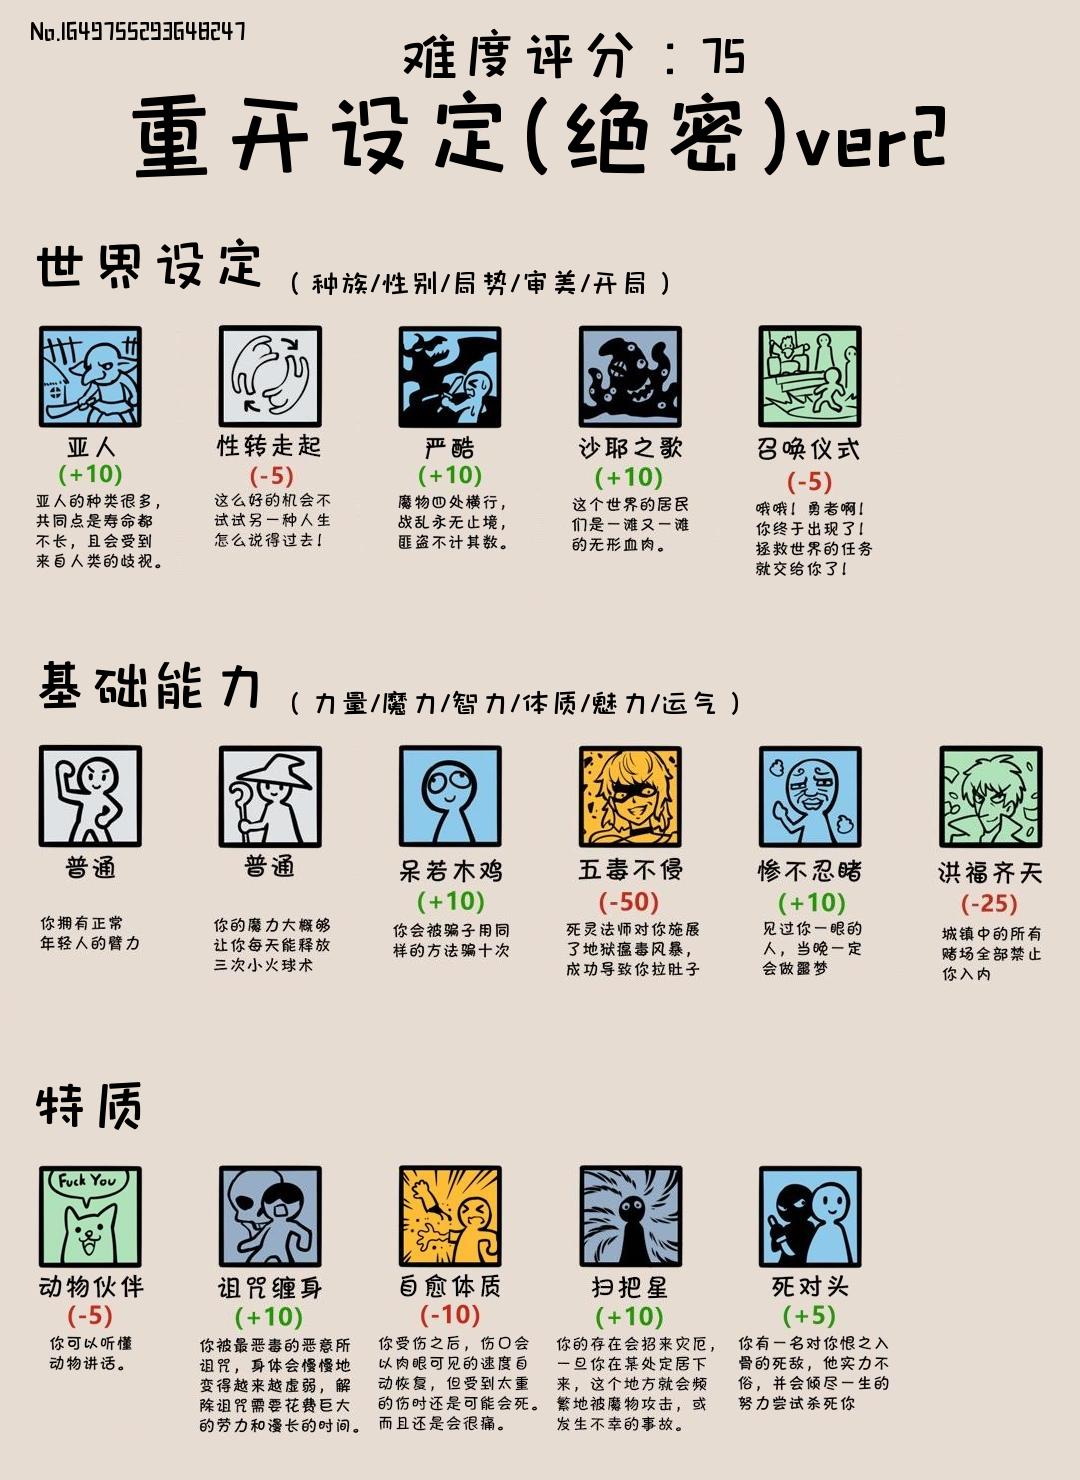 No.1649755293648247
难度评分：75
重开设定(绝密)ver2
世界设定 （种族/性别/局势/审美/开局）
亚人
(+10)
亚人的种类很多，
共同点是寿命都
不长，且会受到
来自人类的歧视。
性转走起
(-5)
这么好的机会不
试试另一种人生
怎么说得过去！
严酷
(+10)
魔物四处横行，
战乱永无止境，
匪盗不计其数。
沙耶之歌
(+10)
这个世界的居民
们是一滩又一滩
的无形血肉。
召唤仪式
(-5)
哦哦！勇者啊！
你终于出现了！
拯救世界的任务
就交给你了！
基础能力 （力量/魔力/智力/体质/魅力/运气）
普通
你拥有正常
年轻人的臂力
普通
你的魔力大概够
让你每天能释放
三次小火球术
呆若木鸡
(+10)
你会被骗子用同
样的方法骗十次
五毒不侵
(-50)
死灵法师对你施展
了地狱瘟毒风暴，
成功导致你拉肚子
惨不忍睹
(+10)
见过你一眼的
人，当晚一定
会做噩梦
洪福齐天
(-25)
城镇中的所有
赌场全部禁止
你入内
特质
Fuck You
动物伙伴
(-5)
你可以听懂
动物讲话。
诅咒缠身
(+10)
你被最恶毒的恶意所
诅咒，身体会慢慢地
变得越来越虚弱，解
除诅咒需要花费巨大
的劳力和漫长的时间。
自愈体质
(-10)
你受伤之后，伤口会
以肉眼可见的速度自
动恢复，但受到太重
的伤时还是可能会死。
而且还是会很痛。
扫把星
(+10)
你的存在会招来灾厄，
一旦你在某处定居下
来，这个地方就会频
繁地被魔物攻击，或
发生不幸的事故。
死对头
(+5)
你有一名对你恨之入
骨的死敌，他实力不
俗，并会倾尽一生的
努力尝试杀死你